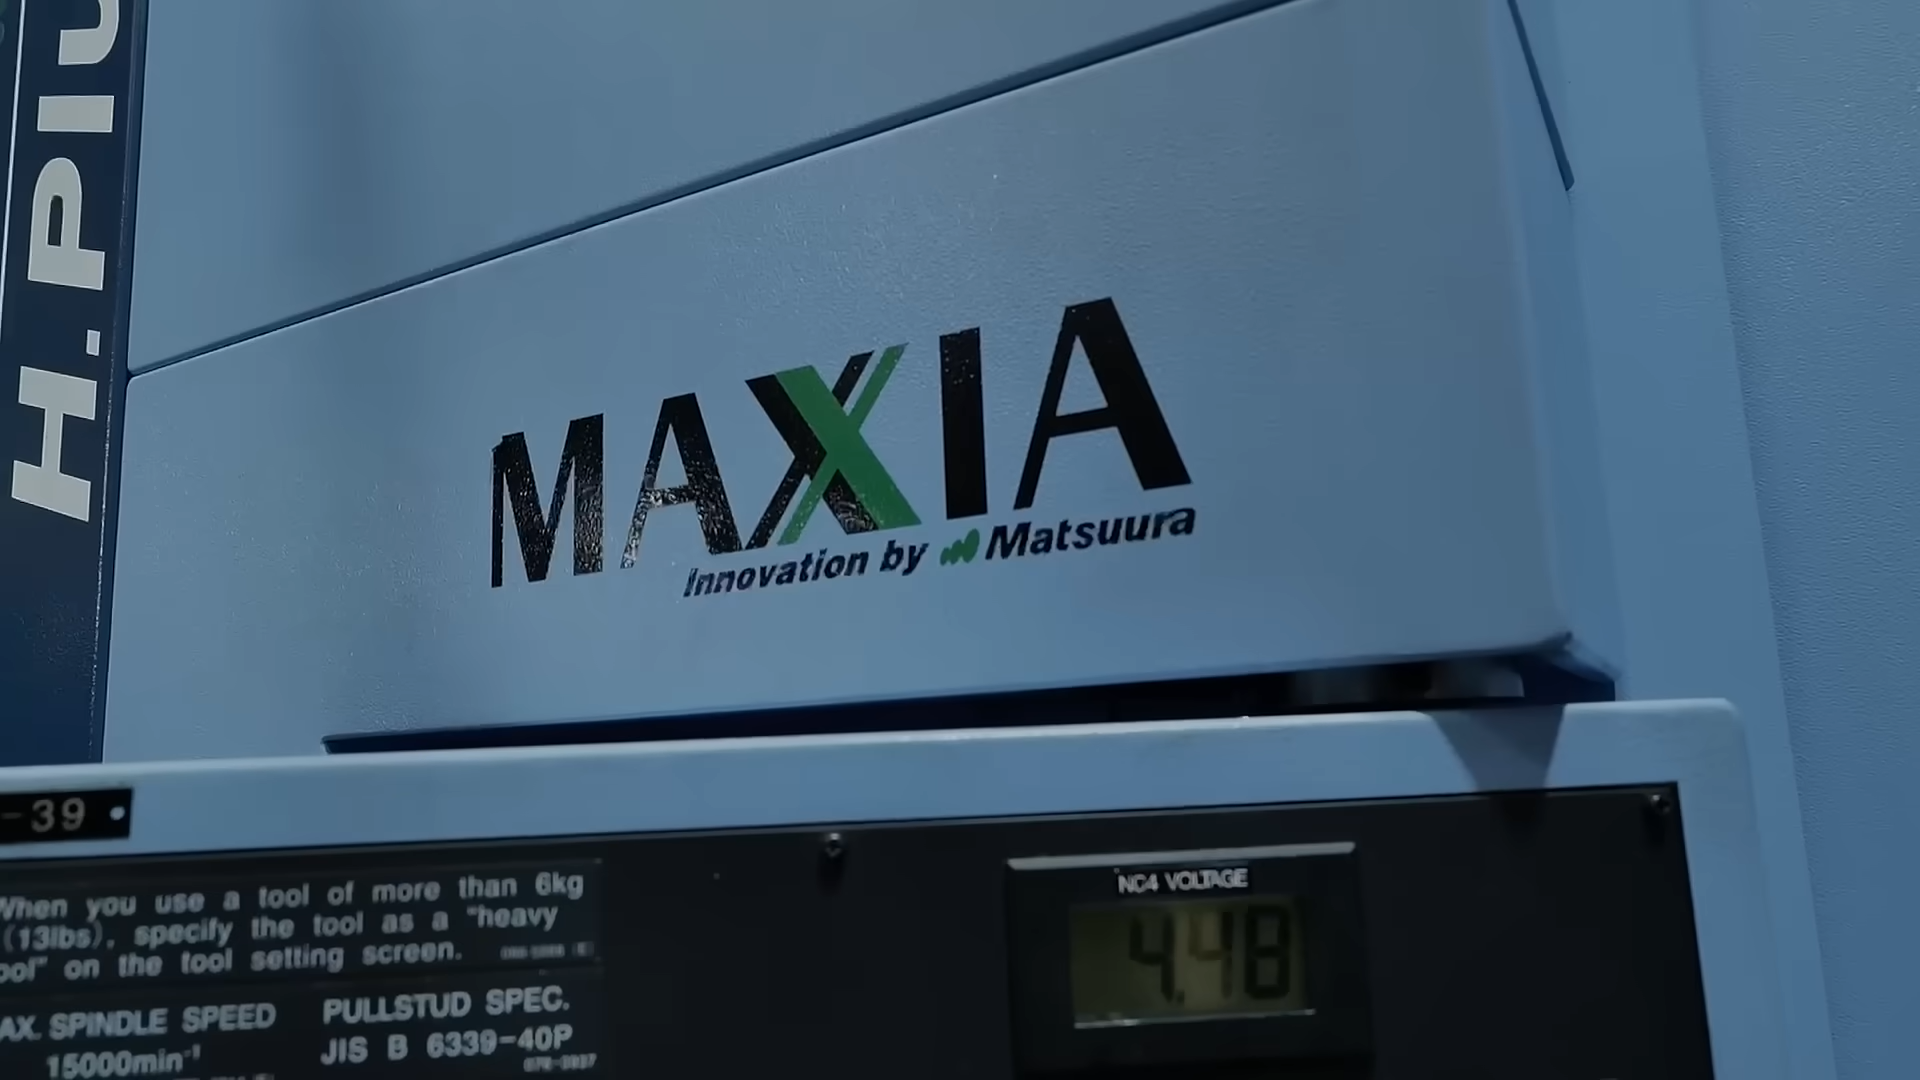 H.PIU
MAXIA
Innovation by Matsuura
-39
NC4 VOLTAGE
4.48
When you use a tool of more than 6kg
(13lbs), specify the tool as a "heavy
ool" on the tool setting screen.
AX. SPINDLE SPEED
15000min⁻¹
PULLSTUD SPEC.
JIS B 6339-40P